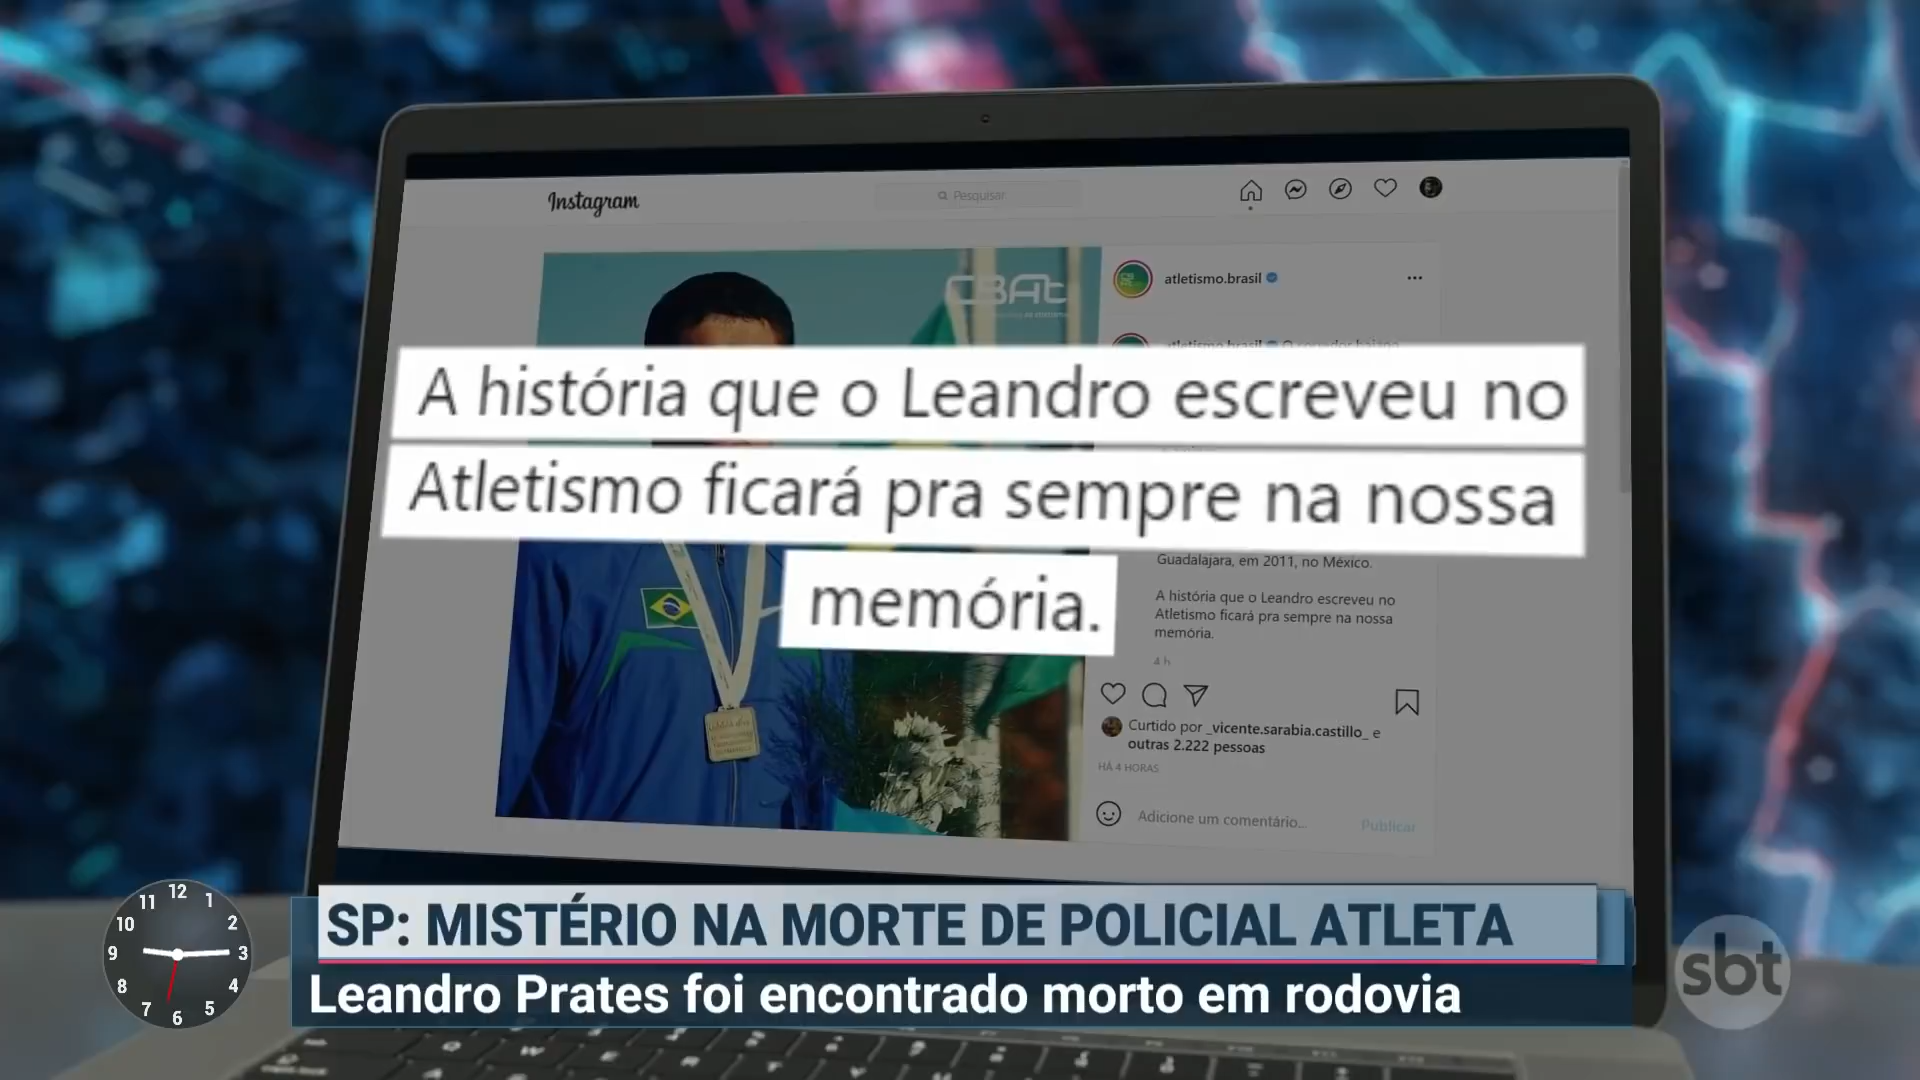 Instagram
Pesquisar
CBAt
atletismo.brasil
...
A história que o Leandro escreveu no
Atletismo ficará pra sempre na nossa
memória.
Guadalajara, em 2011, no México.
A história que o Leandro escreveu no
Atletismo ficará pra sempre na nossa
memória.
4 h
Curtido por _vicente.sarabia.castillo_ e
outras 2.222 pessoas
HÁ 4 HORAS
Adicione um comentário...
Publicar
12
11
1
10
2
9
3
8
4
7
5
6
SP: MISTÉRIO NA MORTE DE POLICIAL ATLETA
Leandro Prates foi encontrado morto em rodovia
sbt